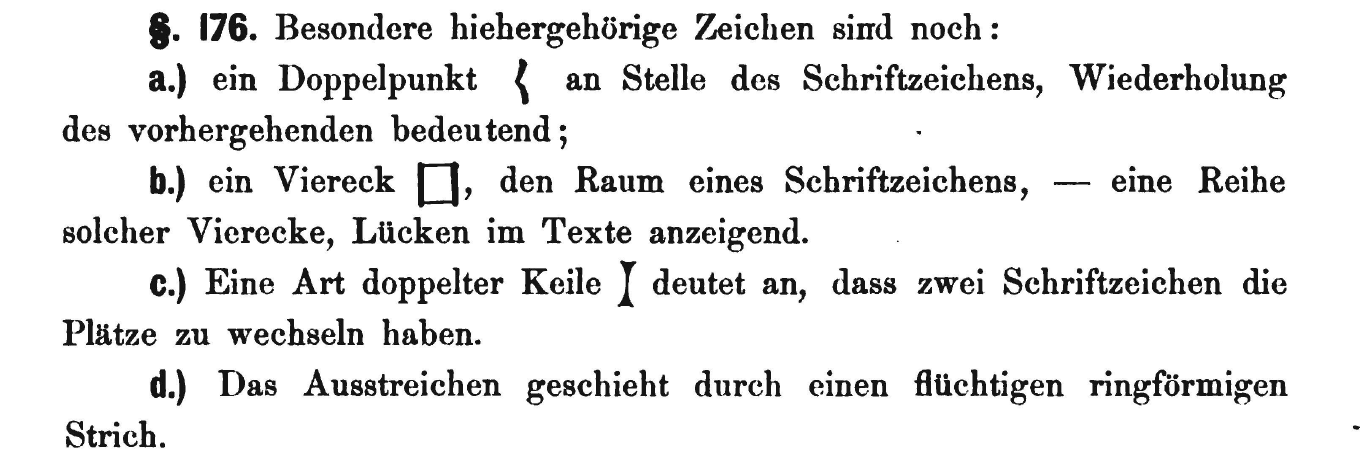 §. 176. Besondere hiehergehörige Zeichen sind noch:
a.) ein Doppelpunkt ⧼ an Stelle des Schriftzeichens, Wiederholung
des vorhergehenden bedeutend;
b.) ein Viereck □, den Raum eines Schriftzeichens, — eine Reihe
solcher Vierecke, Lücken im Texte anzeigend.
c.) Eine Art doppelter Keile I deutet an, dass zwei Schriftzeichen die
Plätze zu wechseln haben.
d.) Das Ausstreichen geschieht durch einen flüchtigen ringförmigen
Strich.